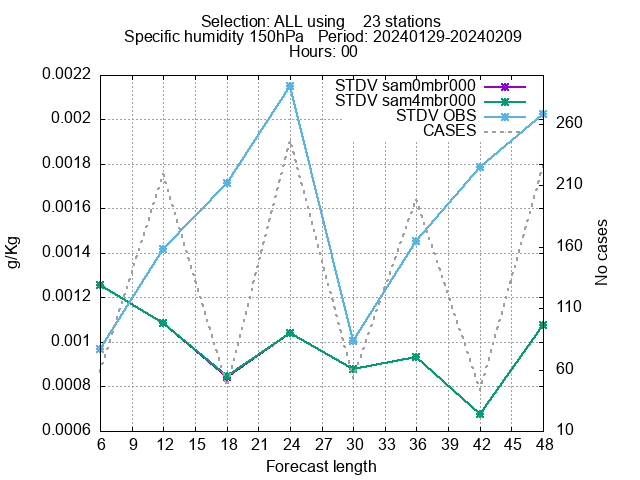 Selection: ALL using    23 stations
Specific humidity 150hPa   Period: 20240129-20240209
Hours: 00
STDV sam0mbr000
STDV sam4mbr000
STDV OBS
CASES
0.0022
0.002
0.0018
0.0016
0.0014
0.0012
0.001
0.0008
0.0006
g/Kg
260
210
160
110
60
10
No cases
6 9 12 15 18 21 24 27 30 33 36 39 42 45 48
Forecast length